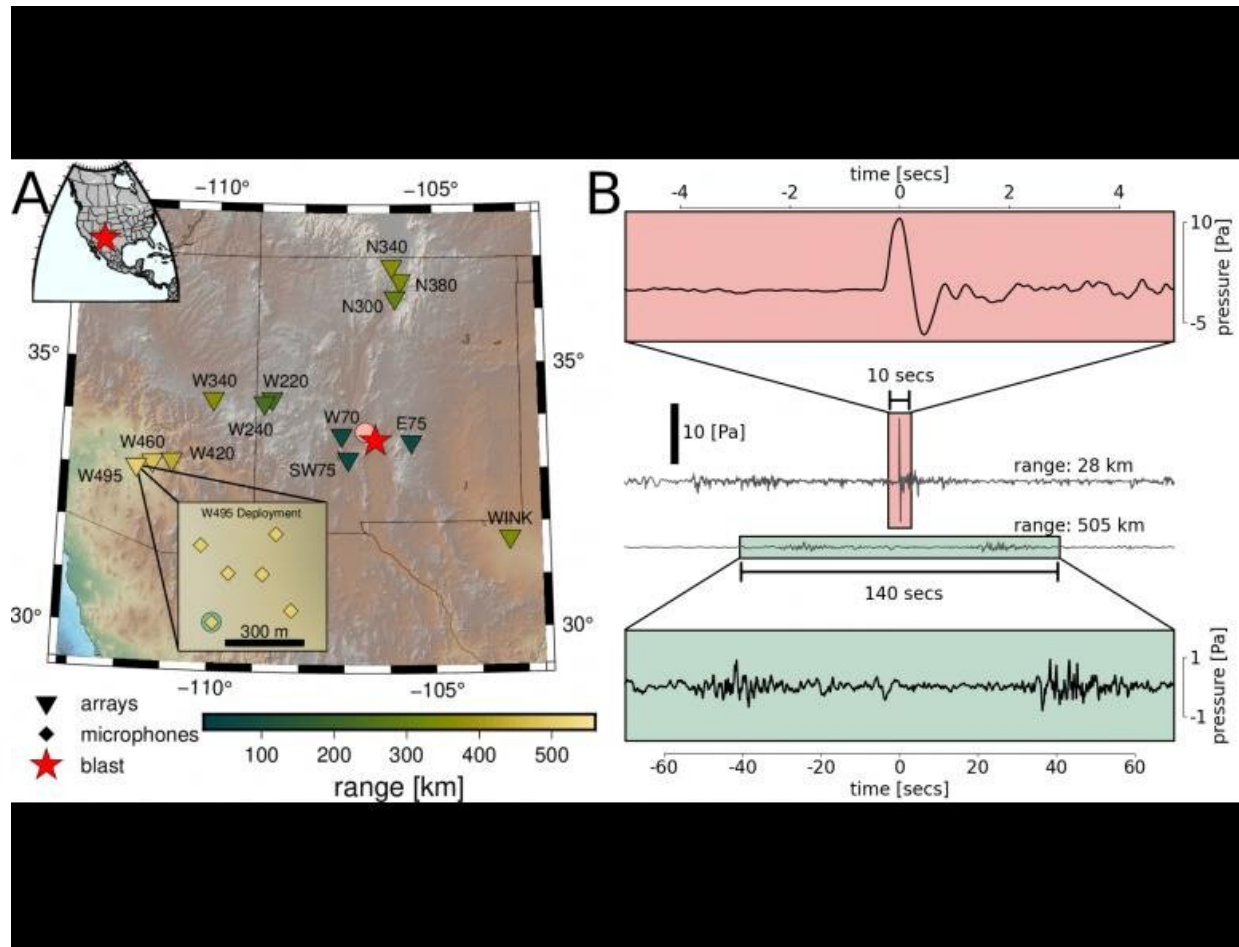 A
−110°
−105°
N340
N380
N300
35°
35°
W340
W220
W240
W70
E75
SW75
W460
W420
W495
W495 Deployment
300 m
WINK
30°
30°
−110°
−105°
arrays
microphones
blast
100 200 300 400 500
range [km]
B
time [secs]
-4 -2 0 2 4
10
-5
pressure [Pa]
10 secs
10 [Pa]
range: 28 km
range: 505 km
140 secs
1
-1
pressure [Pa]
-60 -40 -20 0 20 40 60
time [secs]